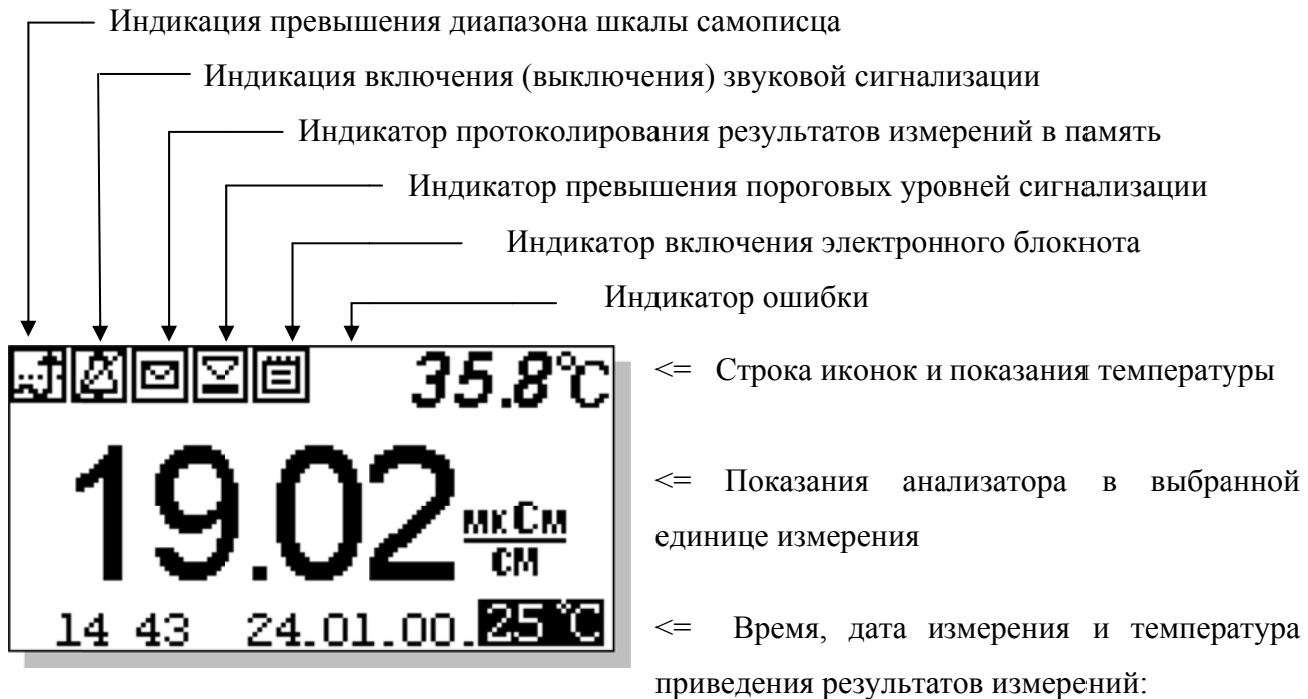 Индикация превышения диапазона шкалы самописца
Индикация включения (выключения) звуковой сигнализации
Индикатор протоколирования результатов измерений в память
Индикатор превышения пороговых уровней сигнализации
Индикатор включения электронного блокнота
Индикатор ошибки
35.8°C
<= Строка иконок и показания температуры
19.02 мкСм
см
<= Показания анализатора в выбранной
единице измерения
14 43 24.01.00. 25 °C
<= Время, дата измерения и температура
приведения результатов измерений: